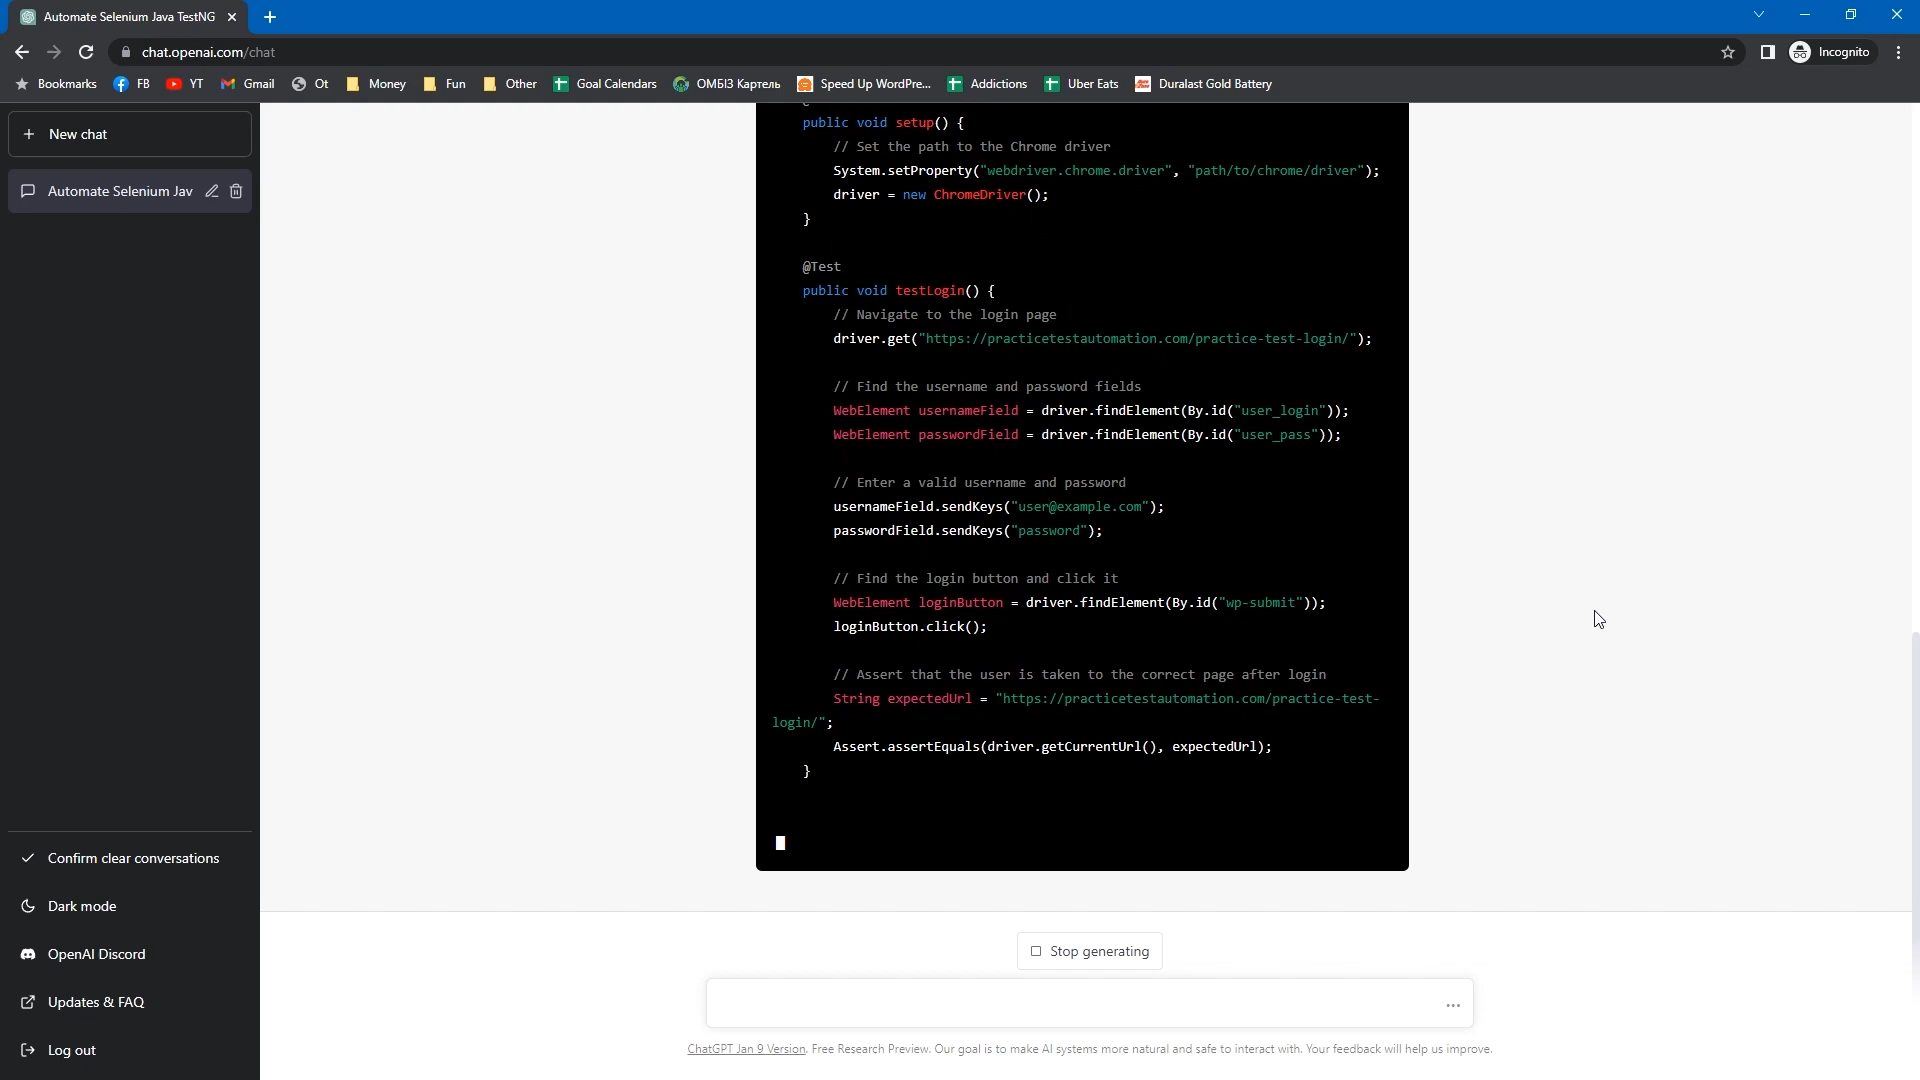 Automate Selenium Java TestNG
chat.openai.com/chat
Incognito
Bookmarks FB YT Gmail Ot Money Fun Other Goal Calendars ОМБІЗ Картель Speed Up WordPre... Addictions Uber Eats Duralast Gold Battery
New chat
Automate Selenium Jav
public void setup() {
// Set the path to the Chrome driver
System.setProperty("webdriver.chrome.driver", "path/to/chrome/driver");
driver = new ChromeDriver();
}
@Test
public void testLogin() {
// Navigate to the login page
driver.get("https://practicetestautomation.com/practice-test-login/");
// Find the username and password fields
WebElement usernameField = driver.findElement(By.id("user_login"));
WebElement passwordField = driver.findElement(By.id("user_pass"));
// Enter a valid username and password
usernameField.sendKeys("user@example.com");
passwordField.sendKeys("password");
// Find the login button and click it
WebElement loginButton = driver.findElement(By.id("wp-submit"));
loginButton.click();
// Assert that the user is taken to the correct page after login
String expectedUrl = "https://practicetestautomation.com/practice-test-
login/";
Assert.assertEquals(driver.getCurrentUrl(), expectedUrl);
}
Confirm clear conversations
Dark mode
OpenAI Discord
Updates & FAQ
Log out
Stop generating
ChatGPT Jan 9 Version. Free Research Preview. Our goal is to make AI systems more natural and safe to interact with. Your feedback will help us improve.